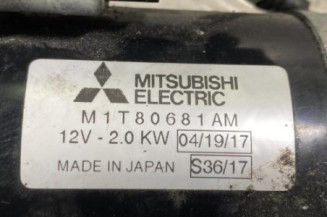 MITSUBISHI
ELECTRIC
M1T80681AM
12V - 2.0 KW 04/19/17
MADE IN JAPAN S36/17